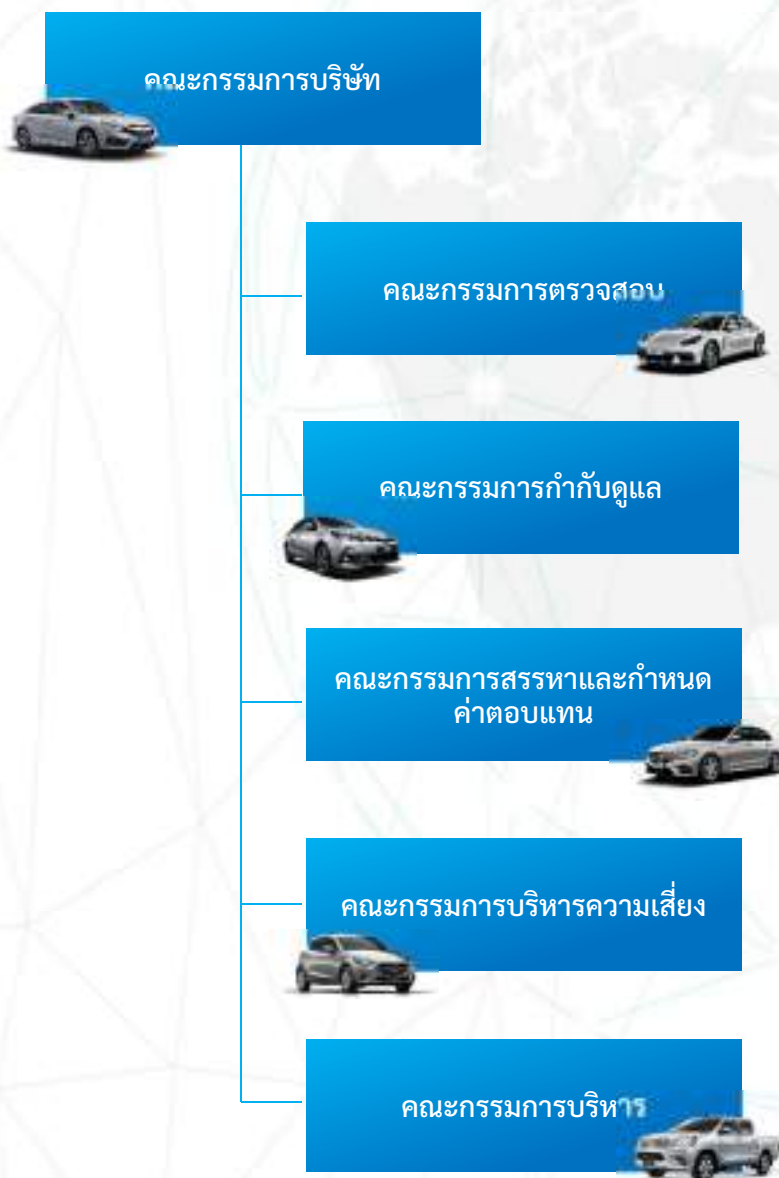 คณะกรรมการบริษัท
คณะกรรมการตรวจสอบ
คณะกรรมการกำกับดูแล
คณะกรรมการสรรหาและกำหนด
ค่าตอบแทน
คณะกรรมการบริหารความเสี่ยง
คณะกรรมการบริหาร